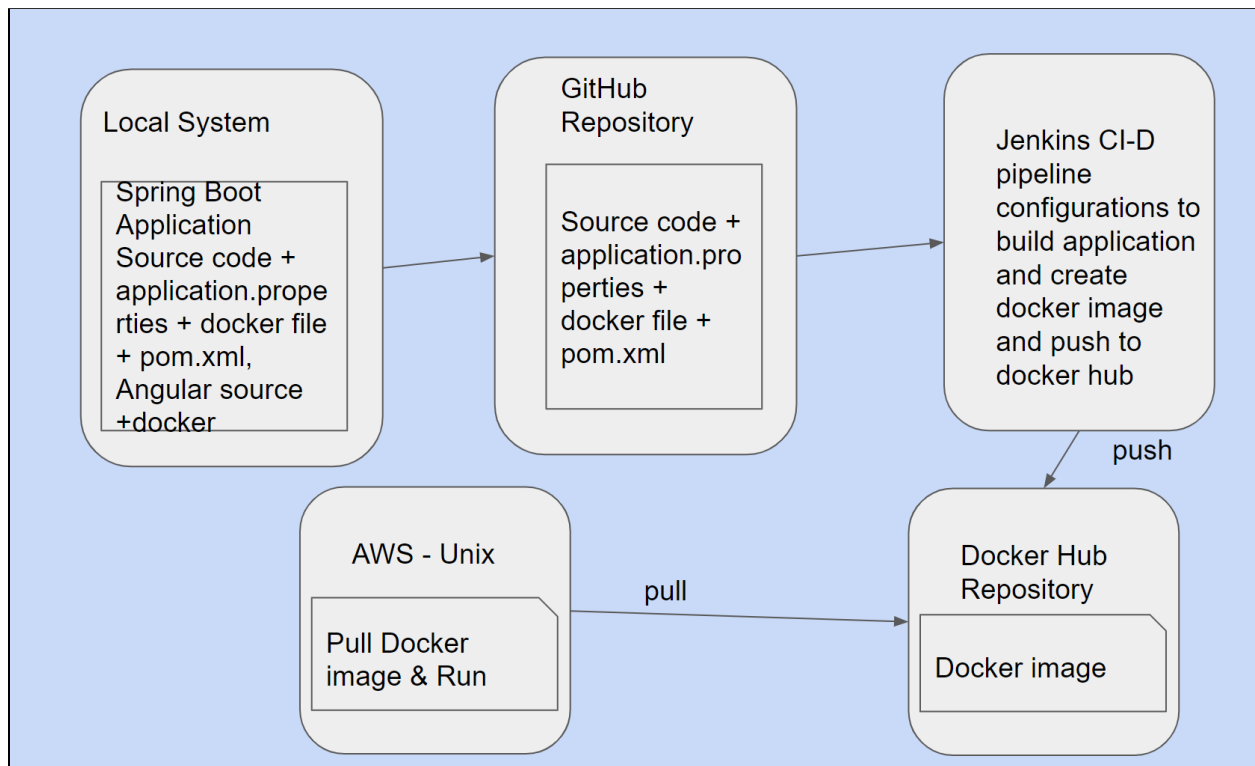 Local System
Spring Boot
Application
Source code +
application.prope
rties + docker file
+ pom.xml,
Angular source
+docker
GitHub
Repository
Source code +
application.pro
perties +
docker file +
pom.xml
Jenkins CI-D
pipeline
configurations to
build application
and create
docker image
and push to
docker hub
push
AWS - Unix
Pull Docker
image & Run
pull
Docker Hub
Repository
Docker image